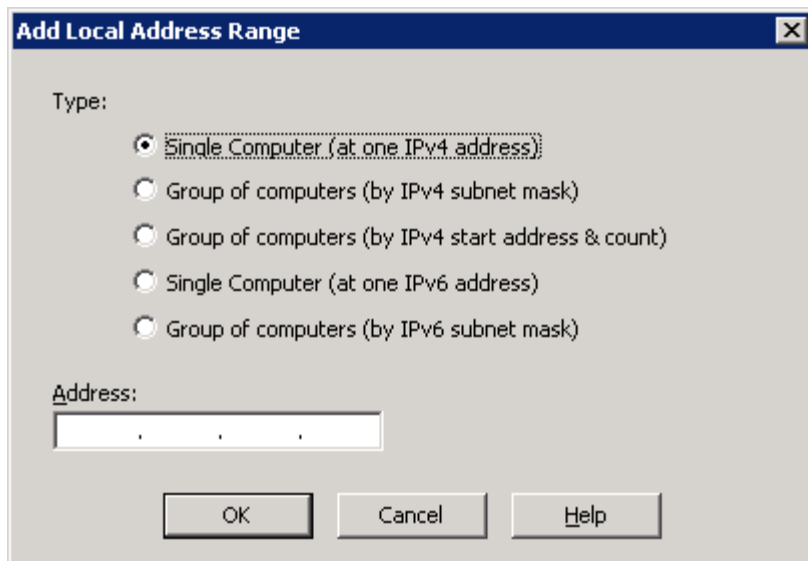 Add Local Address Range
Type:
Single Computer (at one IPv4 address)
Group of computers (by IPv4 subnet mask)
Group of computers (by IPv4 start address & count)
Single Computer (at one IPv6 address)
Group of computers (by IPv6 subnet mask)
Address:
. . .
OK Cancel Help